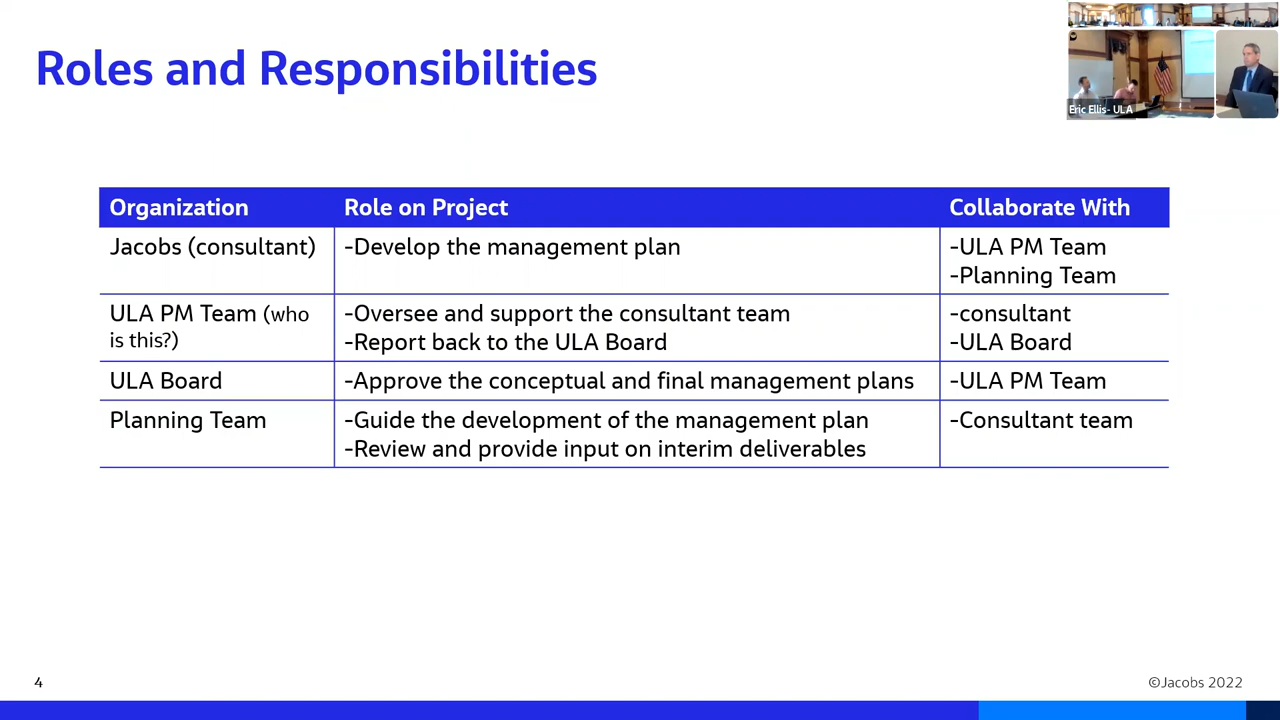 Roles and Responsibilities
Eric Ellis- ULA
Organization Role on Project Collaborate With
Jacobs (consultant) -Develop the management plan -ULA PM Team
-Planning Team
ULA PM Team (who -Oversee and support the consultant team -consultant
is this?) -Report back to the ULA Board -ULA Board
ULA Board -Approve the conceptual and final management plans -ULA PM Team
Planning Team -Guide the development of the management plan -Consultant team
-Review and provide input on interim deliverables
4 ©Jacobs 2022